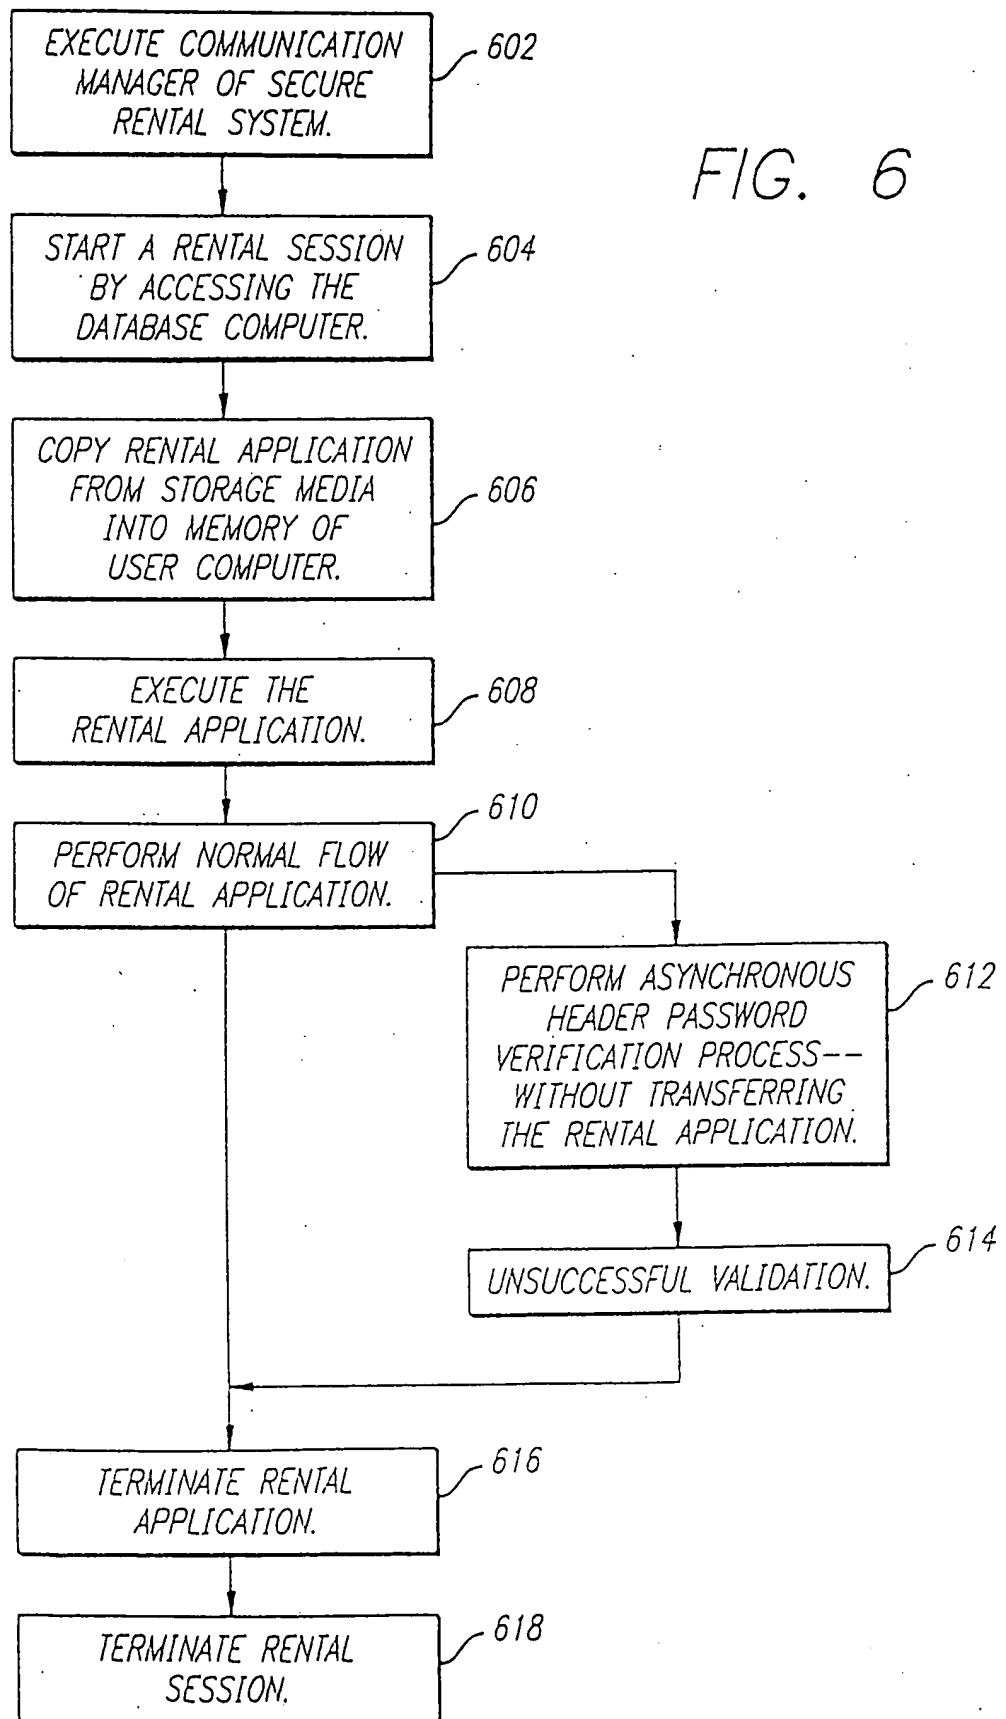 EXECUTE COMMUNICATION
MANAGER OF SECURE
RENTAL SYSTEM.
602
FIG. 6
START A RENTAL SESSION
BY ACCESSING THE
DATABASE COMPUTER.
604
COPY RENTAL APPLICATION
FROM STORAGE MEDIA
INTO MEMORY OF
USER COMPUTER.
606
EXECUTE THE
RENTAL APPLICATION.
608
PERFORM NORMAL FLOW
OF RENTAL APPLICATION.
610
PERFORM ASYNCHRONOUS
HEADER PASSWORD
VERIFICATION PROCESS--
WITHOUT TRANSFERRING
THE RENTAL APPLICATION.
612
UNSUCCESSFUL VALIDATION.
614
TERMINATE RENTAL
APPLICATION.
616
TERMINATE RENTAL
SESSION.
618